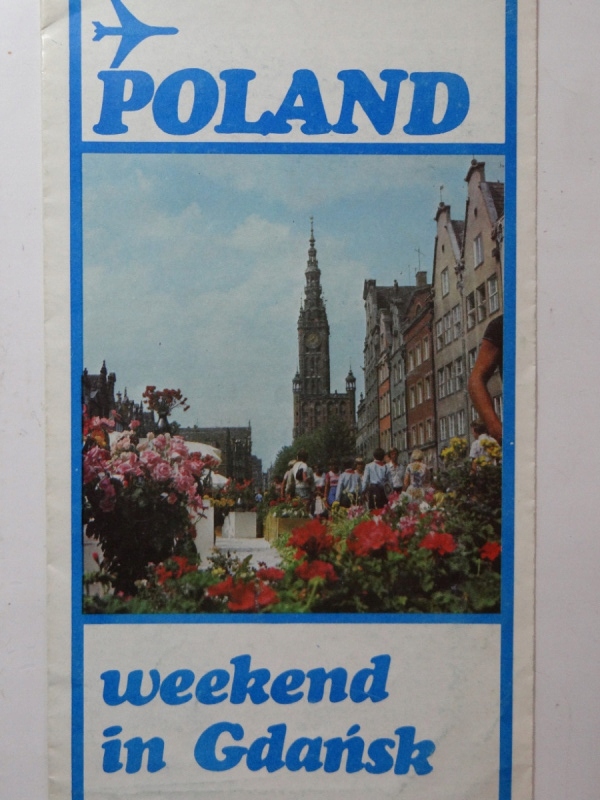 POLAND
weekend
in Gdańsk